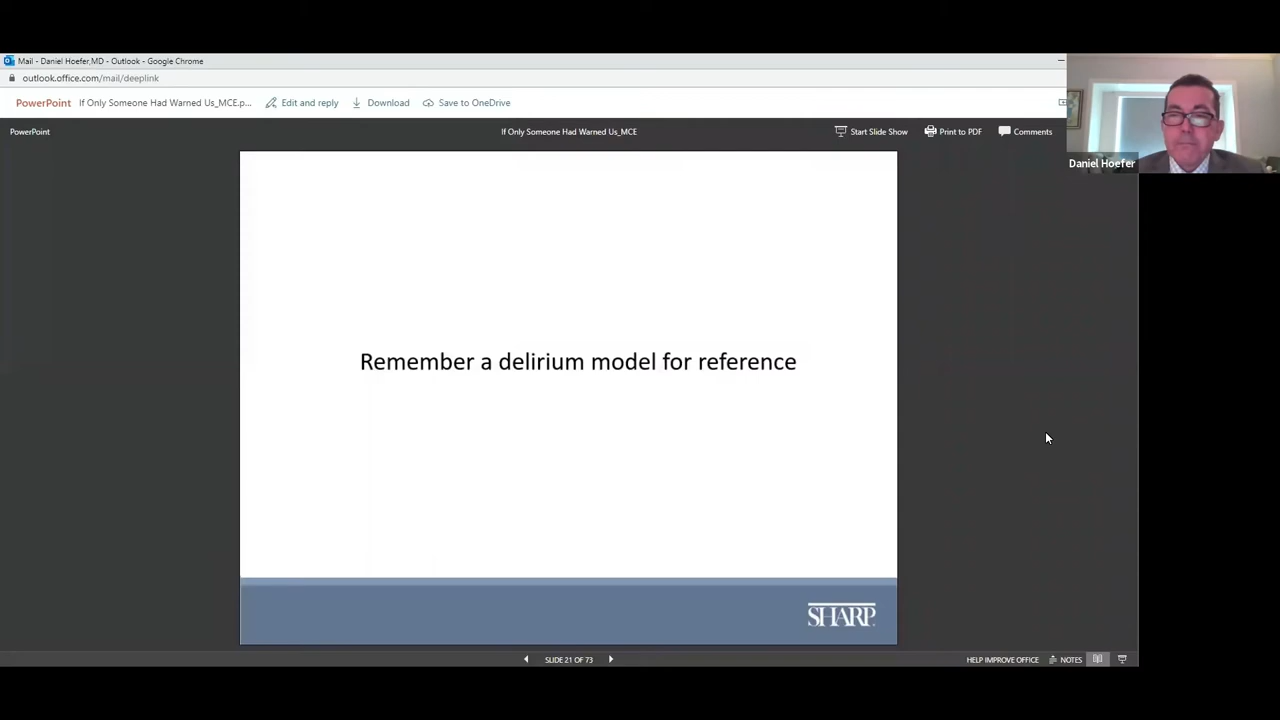 Mail - Daniel Hoefer,MD - Outlook - Google Chrome
outlook.office.com/mail/deeplink
PowerPoint If Only Someone Had Warned Us_MCE.p... Edit and reply Download Save to OneDrive
PowerPoint If Only Someone Had Warned Us_MCE Start Slide Show Print to PDF Comments
Daniel Hoefer
Remember a delirium model for reference
SHARP
SLIDE 21 OF 73 HELP IMPROVE OFFICE NOTES